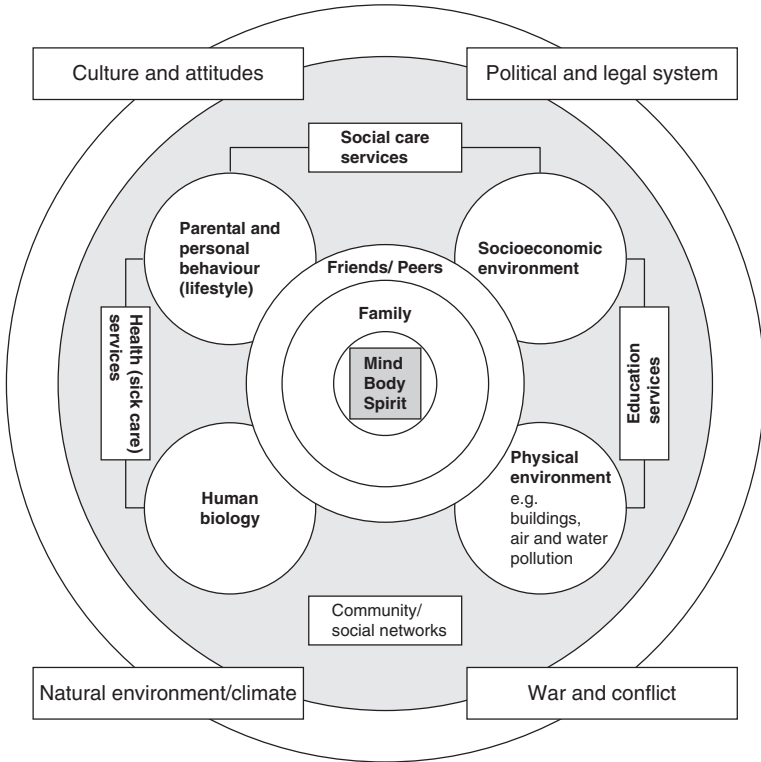 Culture and attitudes
Political and legal system
Social care
services
Parental and
personal
behaviour
(lifestyle)
Socioeconomic
environment
Friends/ Peers
Family
Mind
Body
Spirit
Health (sick care)
services
Education
services
Human
biology
Physical
environment
e.g.
buildings,
air and water
pollution
Community/
social networks
Natural environment/climate
War and conflict